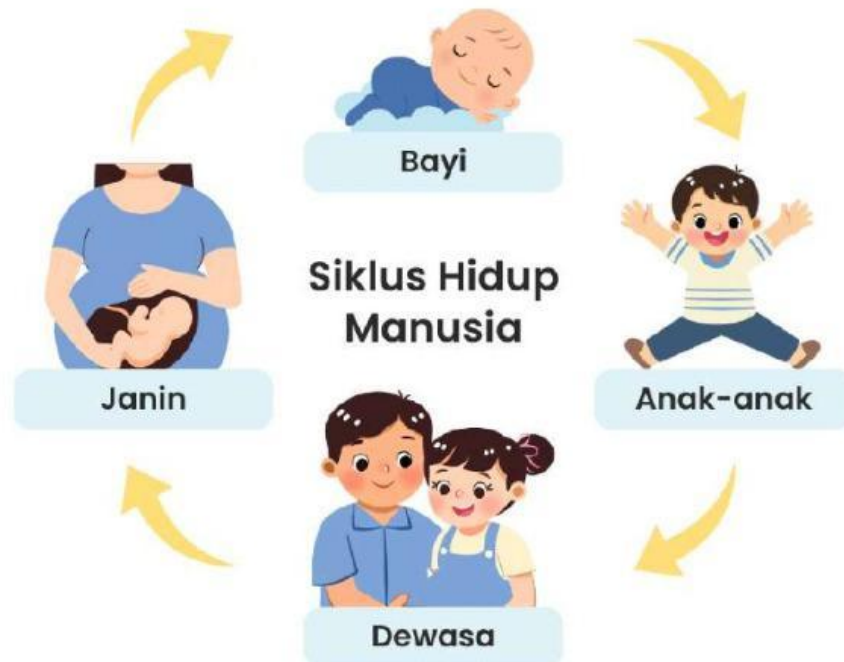 Bayi
Siklus Hidup
Manusia
Janin
Anak-anak
Dewasa